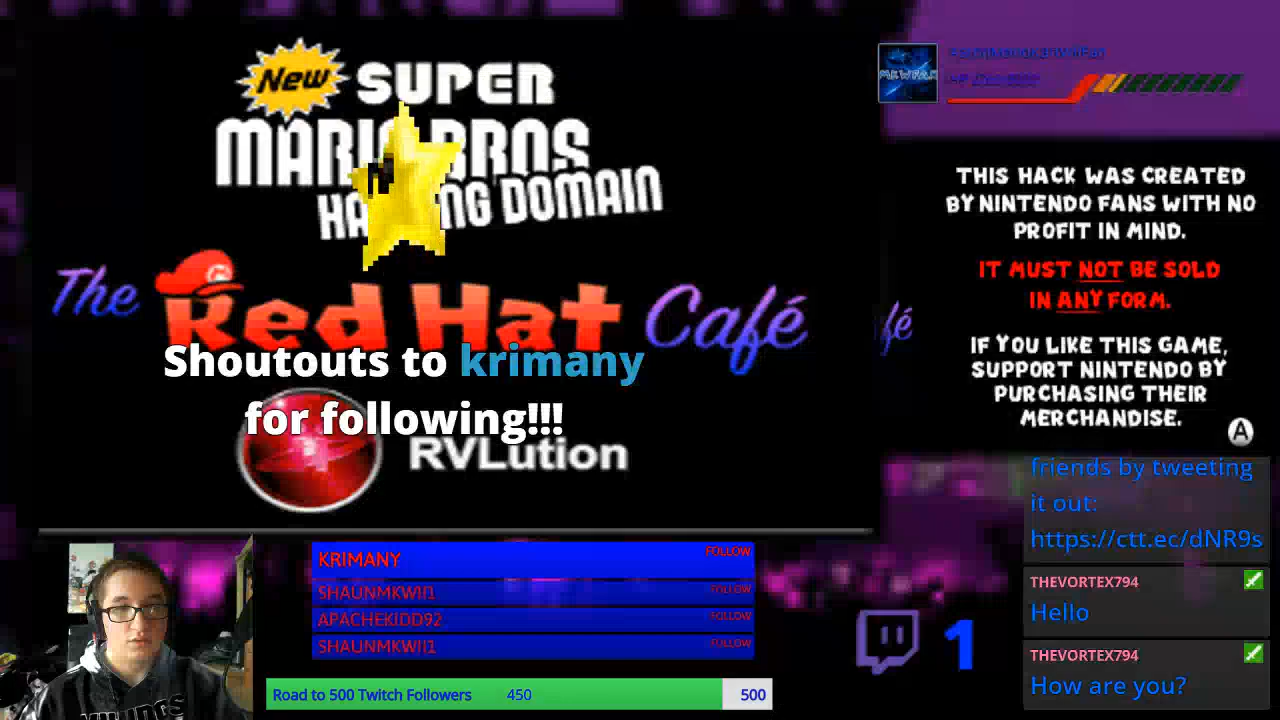 New SUPER
MARIO BROS
HA NG DOMAIN
The Red Hat Café
fé
Shoutouts to krimany
for following!!!
RVLution
MKWFAN
THIS HACK WAS CREATED
BY NINTENDO FANS WITH NO
PROFIT IN MIND.
IT MUST NOT BE SOLD
IN ANY FORM.
IF YOU LIKE THIS GAME,
SUPPORT NINTENDO BY
PURCHASING THEIR
MERCHANDISE.
A
friends by tweeting
it out:
https://ctt.ec/dNR9s
THEVORTEX794
Hello
THEVORTEX794
How are you?
KRIMANY FOLLOW
SHAUNMKWII1 FOLLOW
APACHEKIDD92 FOLLOW
SHAUNMKWII1 FOLLOW
1
Road to 500 Twitch Followers 450 500